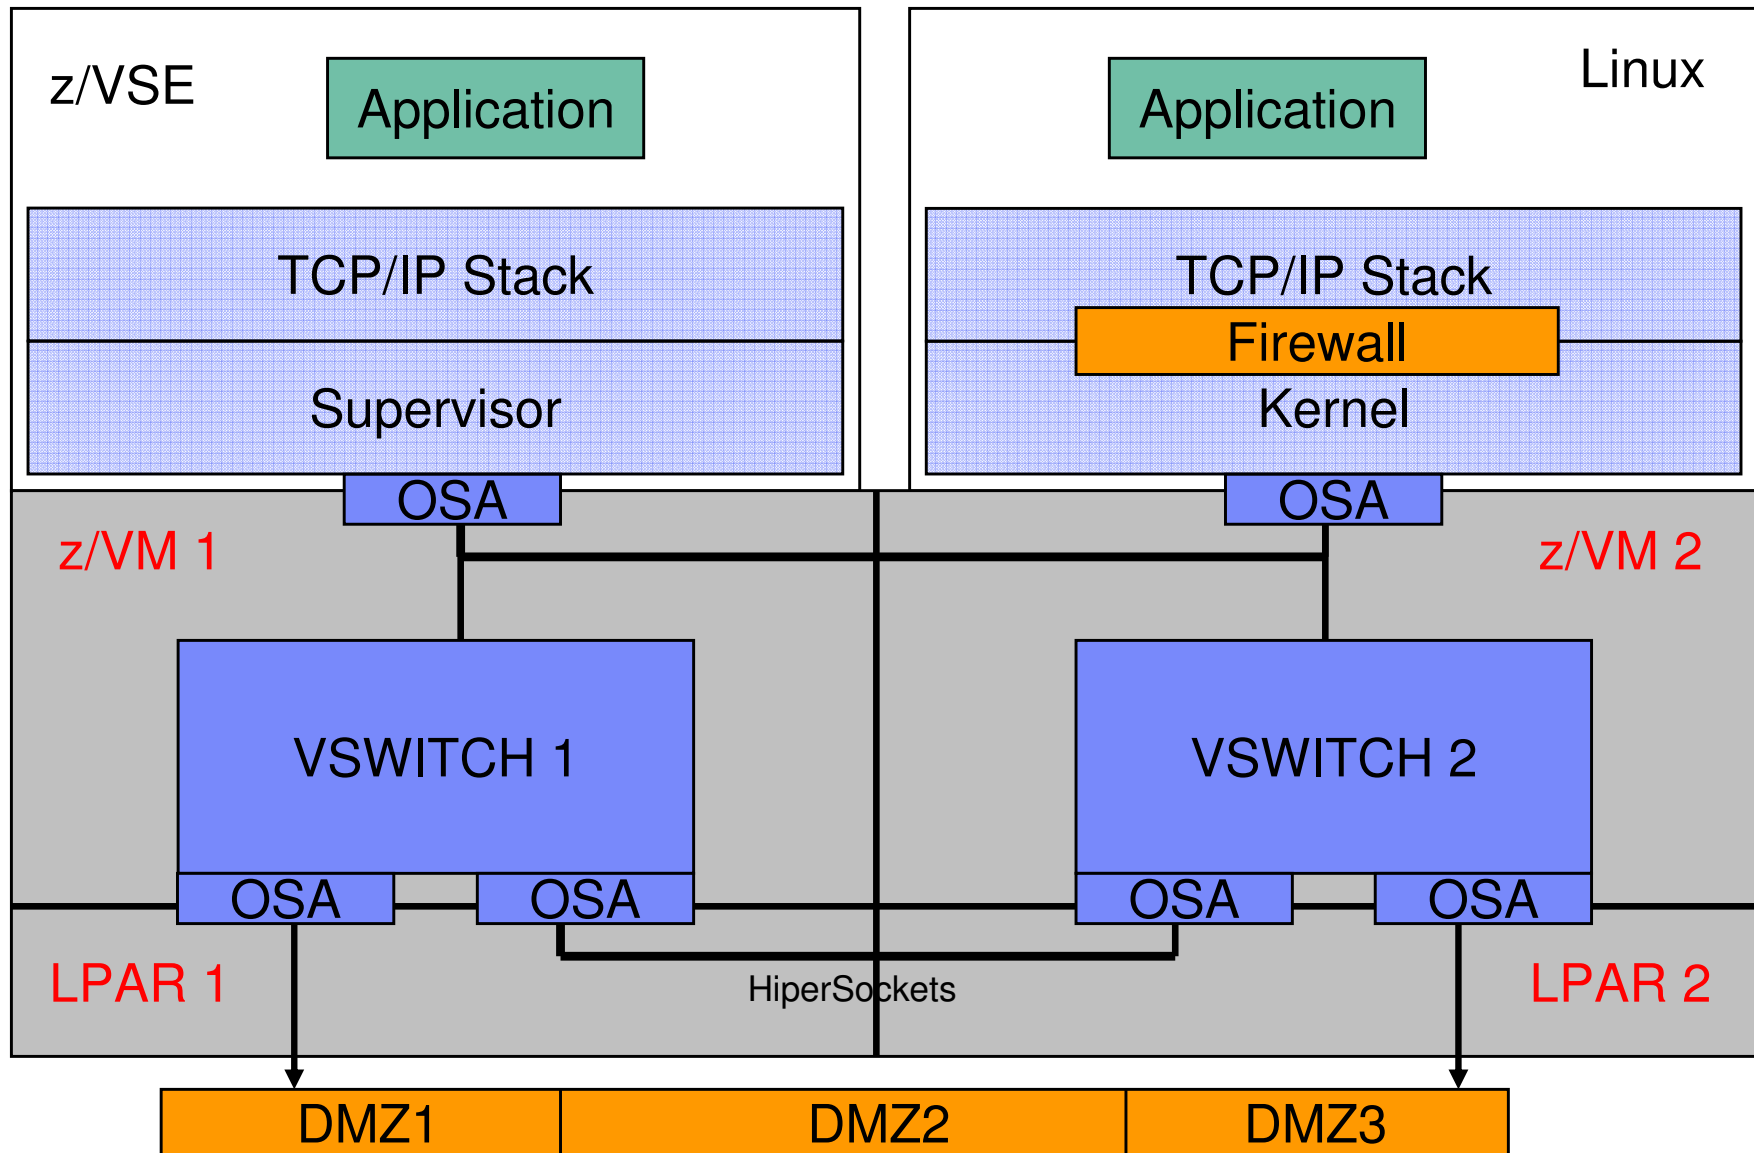 z/VSE
Application
TCP/IP Stack
Supervisor
OSA
Linux
Application
TCP/IP Stack
Firewall
Kernel
OSA
z/VM 1
z/VM 2
VSWITCH 1
VSWITCH 2
OSA
OSA
OSA
OSA
LPAR 1
HiperSockets
LPAR 2
DMZ1
DMZ2
DMZ3